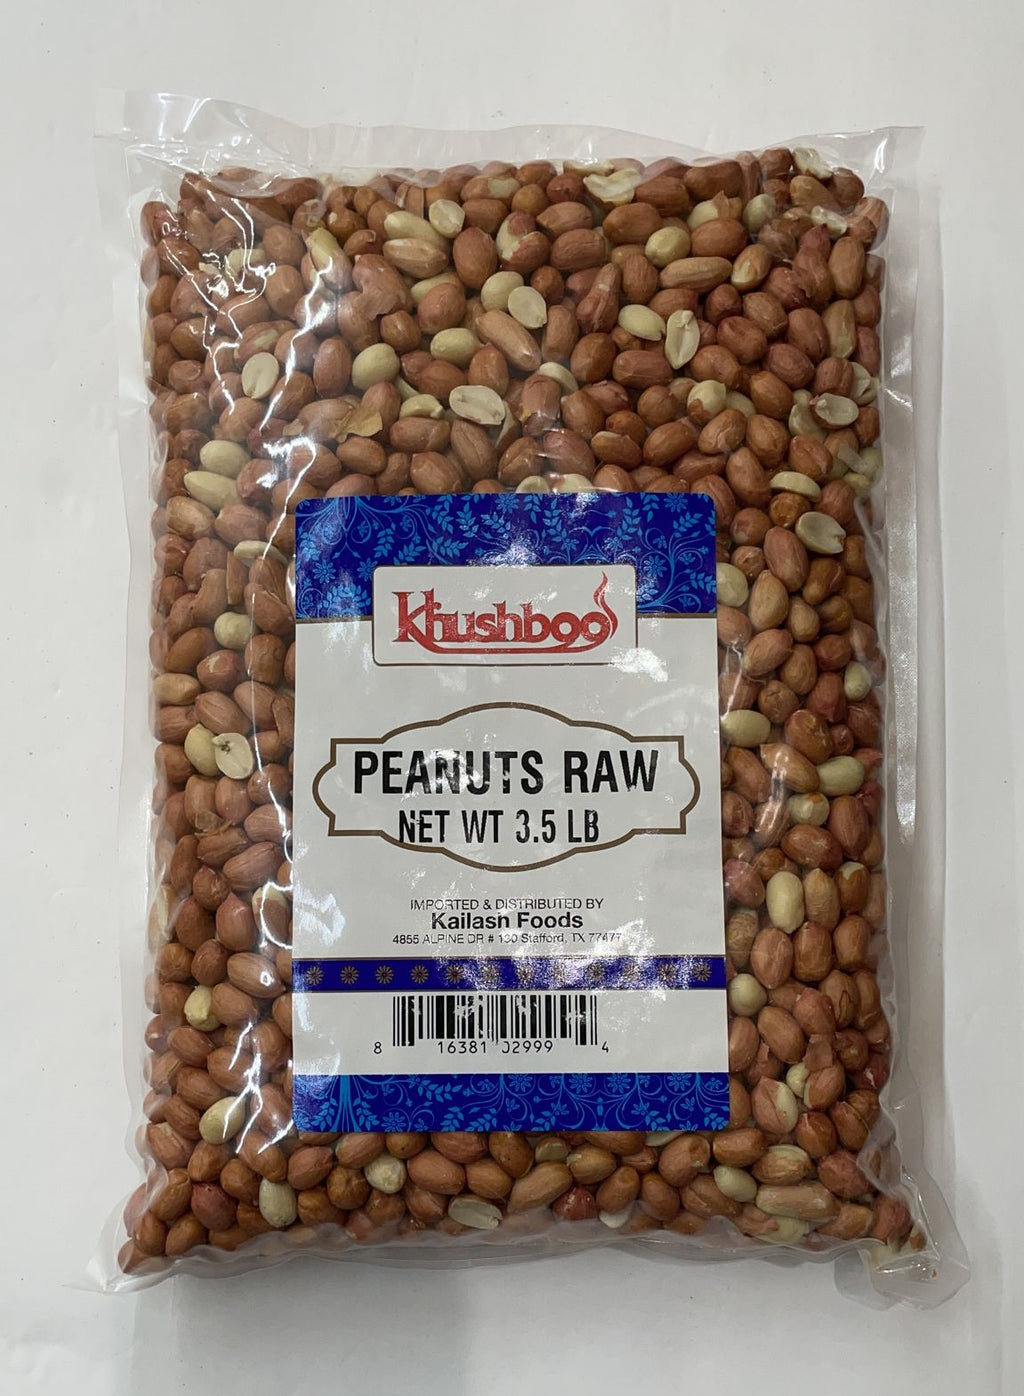 Khushboo
PEANUTS RAW
NET WT 3.5 LB
IMPORTED & DISTRIBUTED BY
Kailash Foods
4855 ALPINE DR # 130 Stafford, TX 77477
8 16381 02999 4